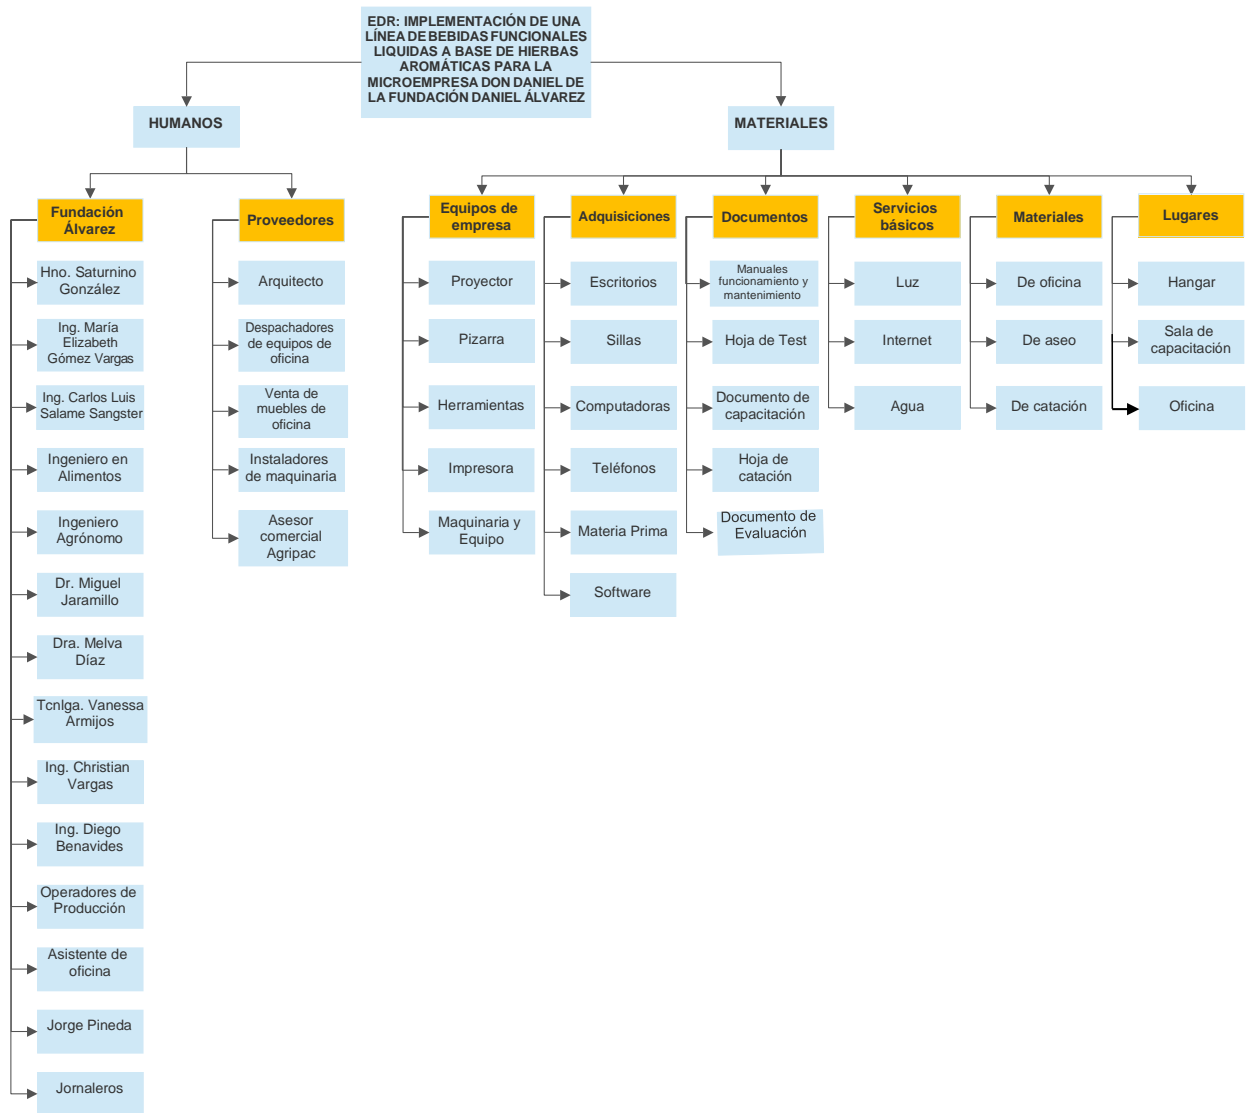 EDR: IMPLEMENTACIÓN DE UNA
LÍNEA DE BEBIDAS FUNCIONALES
LIQUIDAS A BASE DE HIERBAS
AROMÁTICAS PARA LA
MICROEMPRESA DON DANIEL DE
LA FUNDACIÓN DANIEL ÁLVAREZ
HUMANOS
MATERIALES
Fundación
Álvarez
Hno. Saturnino
González
Ing. María
Elizabeth
Gómez Vargas
Ing. Carlos Luis
Salame Sangster
Ingeniero en
Alimentos
Ingeniero
Agrónomo
Dr. Miguel
Jaramillo
Dra. Melva
Díaz
Tcnlga. Vanessa
Armijos
Ing. Christian
Vargas
Ing. Diego
Benavides
Operadores de
Producción
Asistente de
oficina
Jorge Pineda
Jornaleros
Proveedores
Arquitecto
Despachadores
de equipos de
oficina
Venta de
muebles de
oficina
Instaladores
de maquinaria
Asesor
comercial
Agripac
Equipos de
empresa
Proyector
Pizarra
Herramientas
Impresora
Maquinaria y
Equipo
Adquisiciones
Escritorios
Sillas
Computadoras
Teléfonos
Materia Prima
Software
Documentos
Manuales
funcionamiento y
mantenimiento
Hoja de Test
Documento de
capacitación
Hoja de
catación
Documento de
Evaluación
Servicios
básicos
Luz
Internet
Agua
Materiales
De oficina
De aseo
De catación
Lugares
Hangar
Sala de
capacitación
Oficina